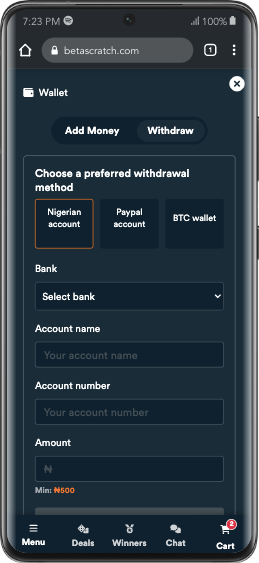 7:23 PM
100%
betascratch.com
1
Wallet
Add Money
Withdraw
Choose a preferred withdrawal
method
Nigerian
account
Paypal
account
BTC wallet
Bank
Select bank
Account name
Your account name
Account number
Your account number
Amount
₦
Min: ₦500
2
Menu
Deals
Winners
Chat
Cart